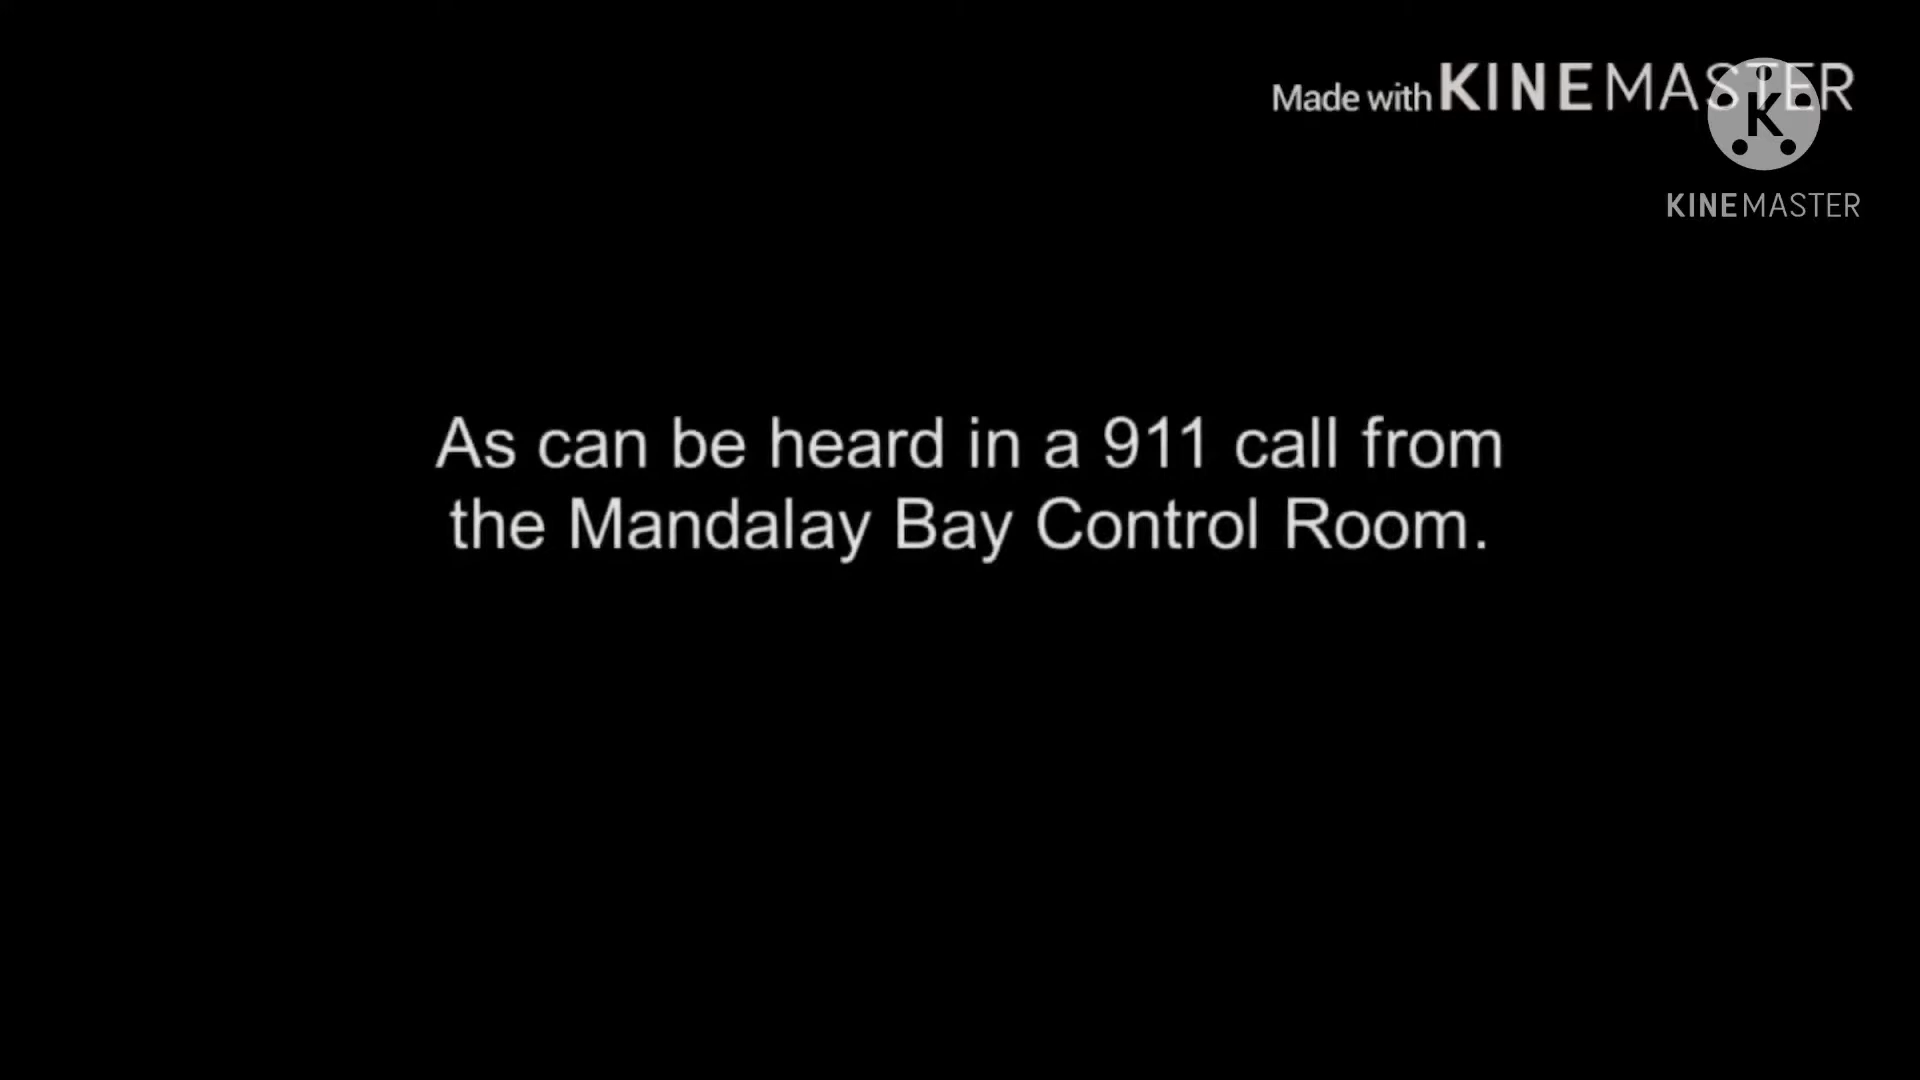 Made with KINEMASTER
K
KINEMASTER
As can be heard in a 911 call from
the Mandalay Bay Control Room.